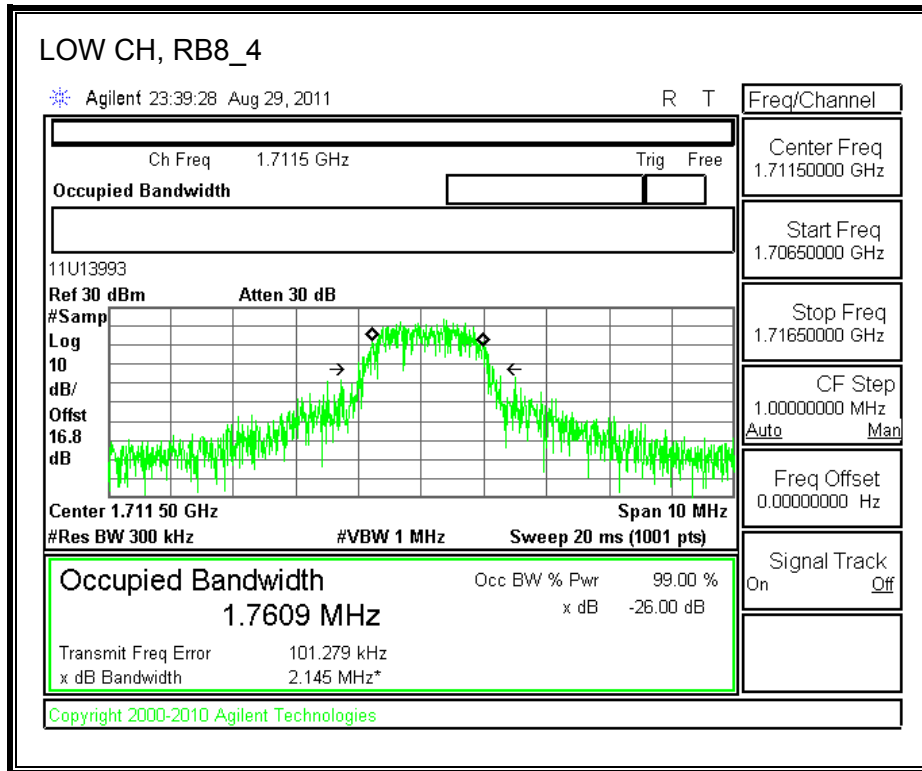 LOW CH, RB8_4
Agilent 23:39:28 Aug 29, 2011 R T
Freq/Channel
Ch Freq 1.7115 GHz Trig Free
Occupied Bandwidth
Center Freq
1.71150000 GHz
Start Freq
1.70650000 GHz
11U13993
Ref 30 dBm Atten 30 dB
#Samp
Log
10
dB/
Offst
16.8
dB
Stop Freq
1.71650000 GHz
CF Step
1.00000000 MHz
Auto Man
Freq Offset
0.00000000 Hz
Center 1.711 50 GHz Span 10 MHz
#Res BW 300 kHz #VBW 1 MHz Sweep 20 ms (1001 pts)
Signal Track
On Off
Occupied Bandwidth Occ BW % Pwr 99.00 %
1.7609 MHz x dB -26.00 dB
Transmit Freq Error 101.279 kHz
x dB Bandwidth 2.145 MHz*
Copyright 2000-2010 Agilent Technologies